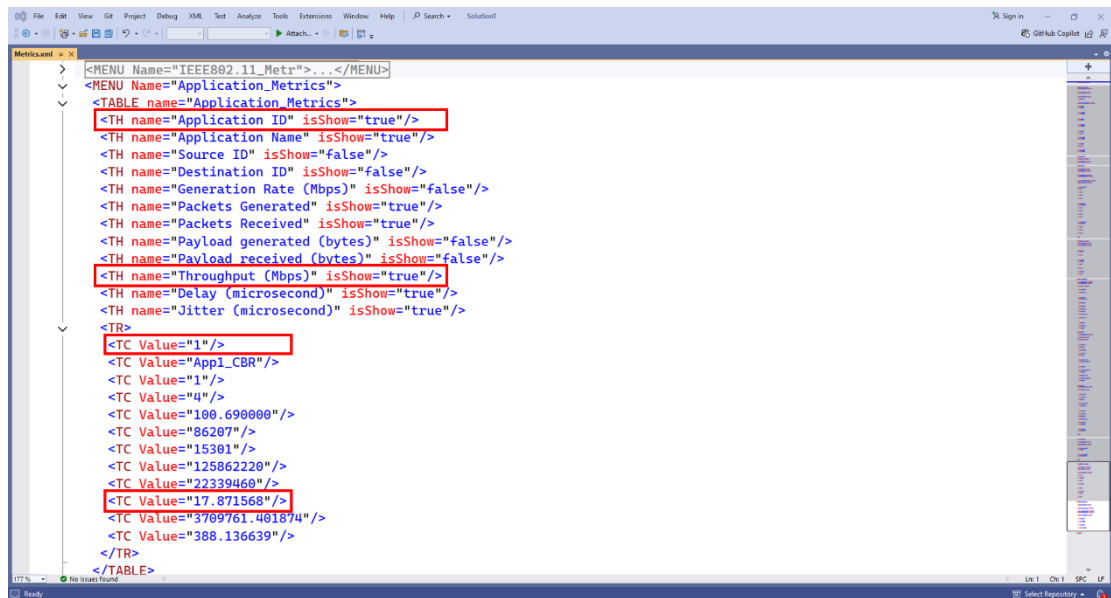 File Edit View Git Project Debug XML Test Analyze Tools Extensions Window Help Search Solution1 Sign in
Attach... GitHub Copilot
Metrics.xml
<MENU Name="IEEE802.11_Metr">...</MENU>
<MENU Name="Application_Metrics">
<TABLE name="Application_Metrics">
<TH name="Application ID" isShow="true"/>
<TH name="Application Name" isShow="true"/>
<TH name="Source ID" isShow="false"/>
<TH name="Destination ID" isShow="false"/>
<TH name="Generation Rate (Mbps)" isShow="false"/>
<TH name="Packets Generated" isShow="true"/>
<TH name="Packets Received" isShow="true"/>
<TH name="Payload generated (bytes)" isShow="false"/>
<TH name="Payload received (bytes)" isShow="false"/>
<TH name="Throughput (Mbps)" isShow="true"/>
<TH name="Delay (microsecond)" isShow="true"/>
<TH name="Jitter (microsecond)" isShow="true"/>
<TR>
<TC Value="1"/>
<TC Value="App1_CBR"/>
<TC Value="1"/>
<TC Value="4"/>
<TC Value="100.690000"/>
<TC Value="86207"/>
<TC Value="15301"/>
<TC Value="125862220"/>
<TC Value="22339460"/>
<TC Value="17.871568"/>
<TC Value="3709761.401874"/>
<TC Value="388.136639"/>
</TR>
</TABLE>
177 % No issues found Ln: 1 Ch: 1 SPC LF
Ready Select Repository